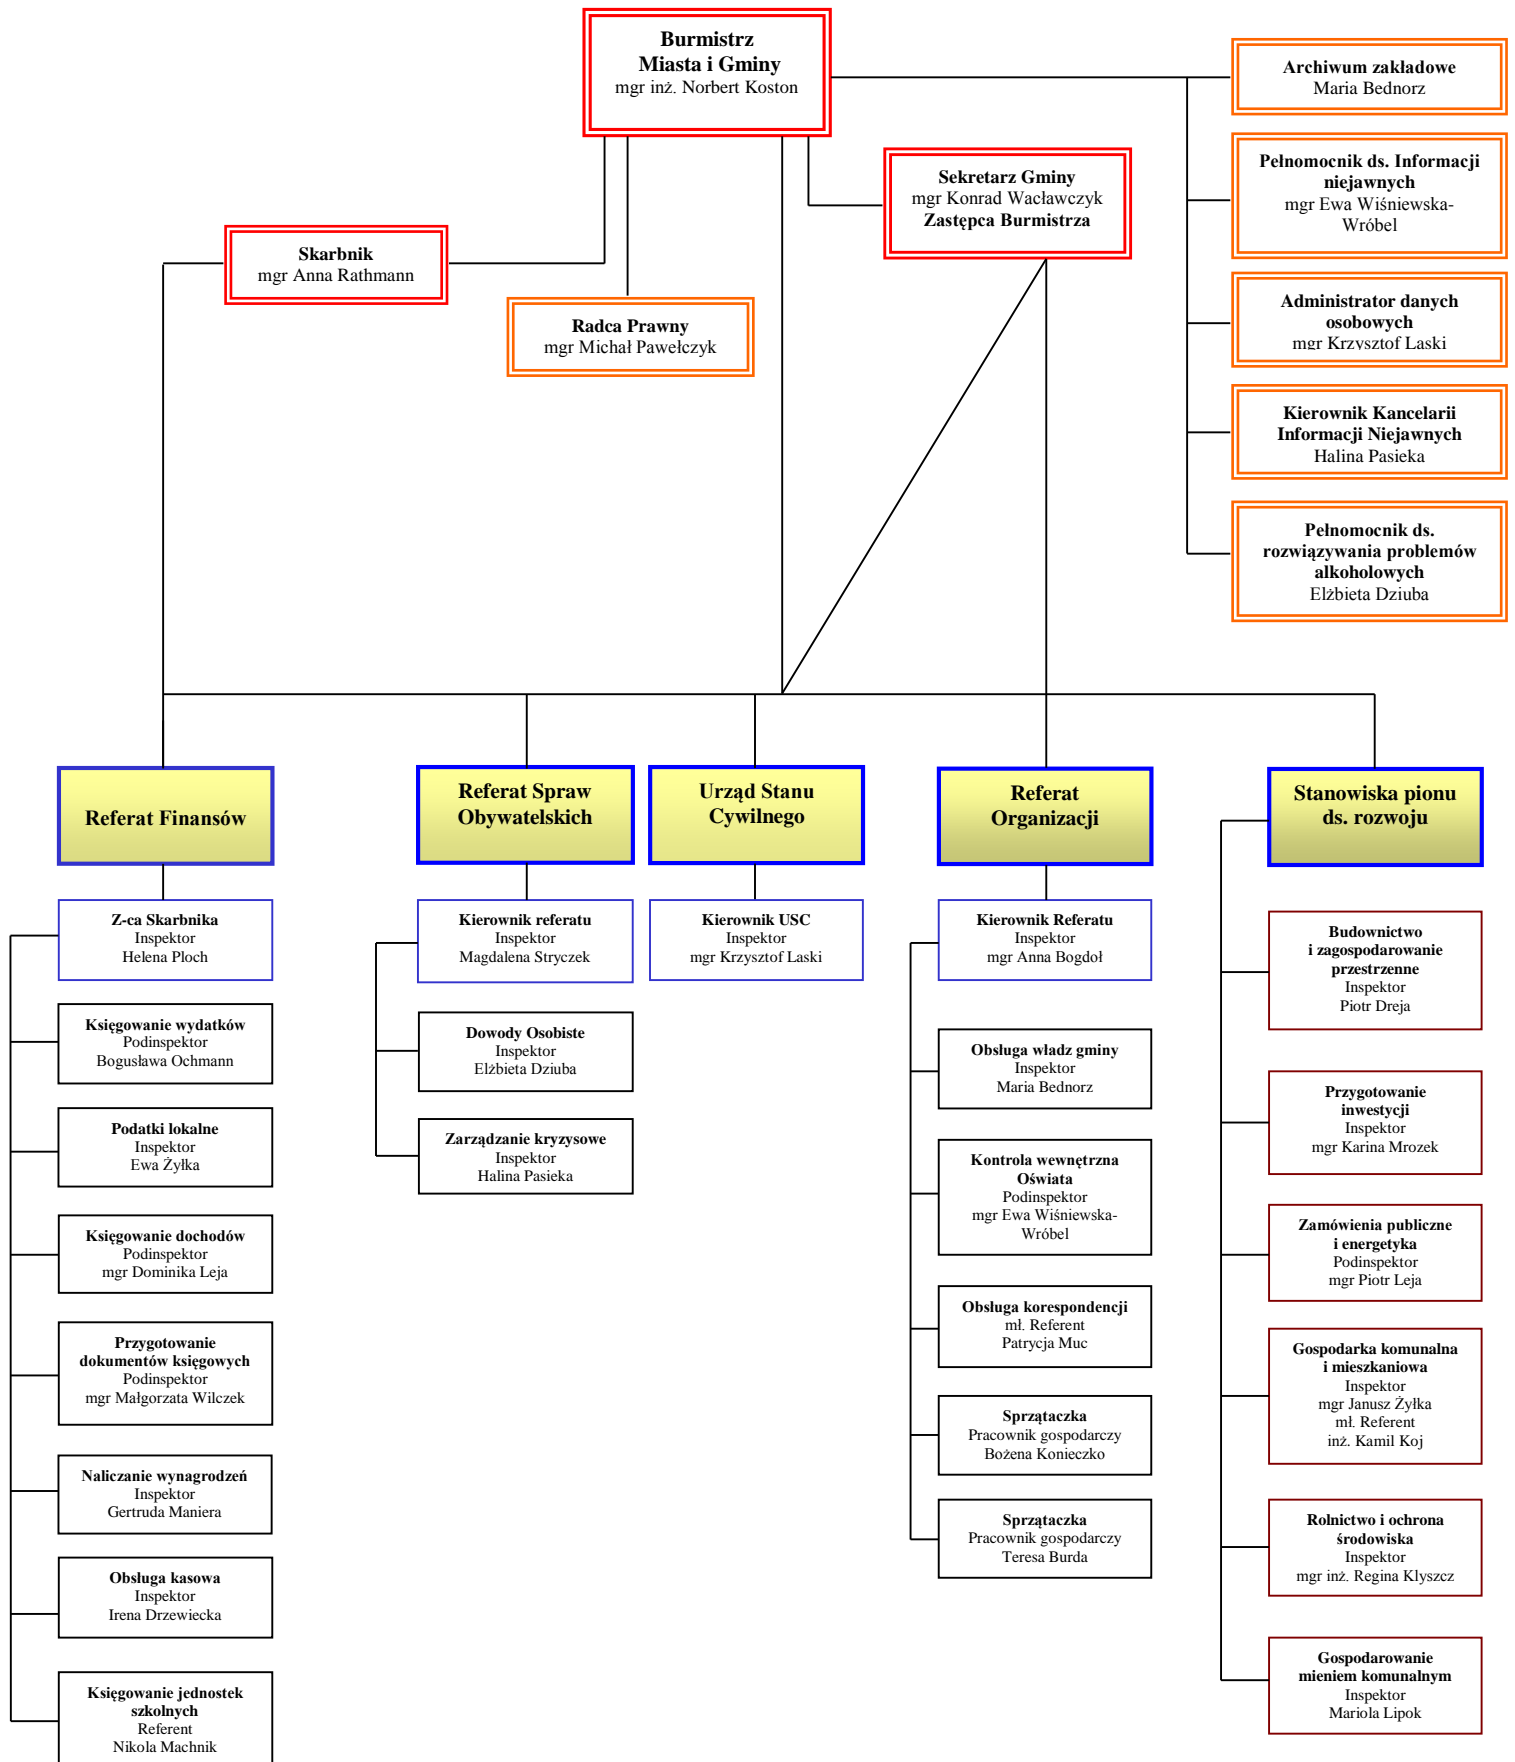 Burmistrz
Miasta i Gminy
mgr inż. Norbert Koston
Archiwum zakładowe
Maria Bednorz
Pełnomocnik ds. Informacji
niejawnych
mgr Ewa Wiśniewska-
Wróbel
Sekretarz Gminy
mgr Konrad Wacławczyk
Zastępca Burmistrza
Skarbnik
mgr Anna Rathmann
Radca Prawny
mgr Michał Pawełczyk
Administrator danych
osobowych
mgr Krzysztof Laski
Kierownik Kancelarii
Informacji Niejawnych
Halina Pasieka
Pełnomocnik ds.
rozwiązywania problemów
alkoholowych
Elżbieta Dziuba
Referat Finansów
Referat Spraw
Obywatelskich
Urząd Stanu
Cywilnego
Referat
Organizacji
Stanowiska pionu
ds. rozwoju
Z-ca Skarbnika
Inspektor
Helena Ploch
Księgowanie wydatków
Podinspektor
Bogusława Ochmann
Podatki lokalne
Inspektor
Ewa Żyłka
Księgowanie dochodów
Podinspektor
mgr Dominika Leja
Przygotowanie
dokumentów księgowych
Podinspektor
mgr Małgorzata Wilczek
Naliczanie wynagrodzeń
Inspektor
Gertruda Maniera
Obsługa kasowa
Inspektor
Irena Drzewiecka
Księgowanie jednostek
szkolnych
Referent
Nikola Machnik
Kierownik referatu
Inspektor
Magdalena Stryczek
Dowody Osobiste
Inspektor
Elżbieta Dziuba
Zarządzanie kryzysowe
Inspektor
Halina Pasieka
Kierownik USC
Inspektor
mgr Krzysztof Laski
Kierownik Referatu
Inspektor
mgr Anna Bogdoł
Obsługa władz gminy
Inspektor
Maria Bednorz
Kontrola wewnętrzna
Oświata
Podinspektor
mgr Ewa Wiśniewska-
Wróbel
Obsługa korespondencji
mł. Referent
Patrycja Muc
Sprzątaczka
Pracownik gospodarczy
Bożena Konieczko
Sprzątaczka
Pracownik gospodarczy
Teresa Burda
Budownictwo
i zagospodarowanie
przestrzenne
Inspektor
Piotr Dreja
Przygotowanie
inwestycji
Inspektor
mgr Karina Mrozek
Zamówienia publiczne
i energetyka
Podinspektor
mgr Piotr Leja
Gospodarka komunalna
i mieszkaniowa
Inspektor
mgr Janusz Żyłka
mł. Referent
inż. Kamil Koj
Rolnictwo i ochrona
środowiska
Inspektor
mgr inż. Regina Klyszcz
Gospodarowanie
mieniem komunalnym
Inspektor
Mariola Lipok